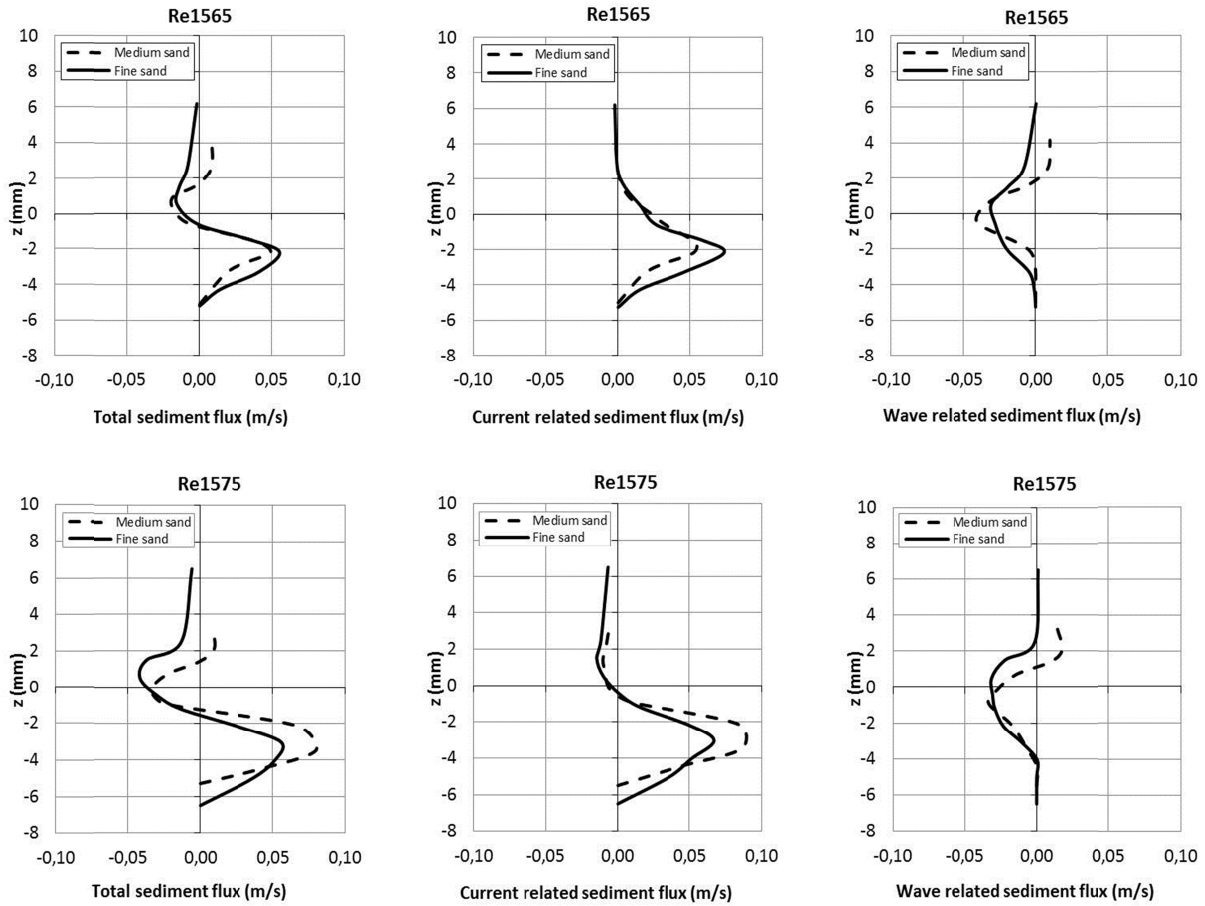 Re1565
10
8
6
4
2
0
-2
-4
-6
-8
z (mm)
Medium sand
Fine sand
-0,10 -0,05 0,00 0,05 0,10
Total sediment flux (m/s)
Re1565
10
8
6
4
2
0
-2
-4
-6
-8
z (mm)
Medium sand
Fine sand
-0,10 -0,05 0,00 0,05 0,10
Current related sediment flux (m/s)
Re1565
10
8
6
4
2
0
-2
-4
-6
-8
z (mm)
Medium sand
Fine sand
-0,10 -0,05 0,00 0,05 0,10
Wave related sediment flux (m/s)
Re1575
10
8
6
4
2
0
-2
-4
-6
-8
z (mm)
Medium sand
Fine sand
-0,10 -0,05 0,00 0,05 0,10
Total sediment flux (m/s)
Re1575
10
8
6
4
2
0
-2
-4
-6
-8
z (mm)
Medium sand
Fine sand
-0,10 -0,05 0,00 0,05 0,10
Current related sediment flux (m/s)
Re1575
10
8
6
4
2
0
-2
-4
-6
-8
z (mm)
Medium sand
Fine sand
-0,10 -0,05 0,00 0,05 0,10
Wave related sediment flux (m/s)